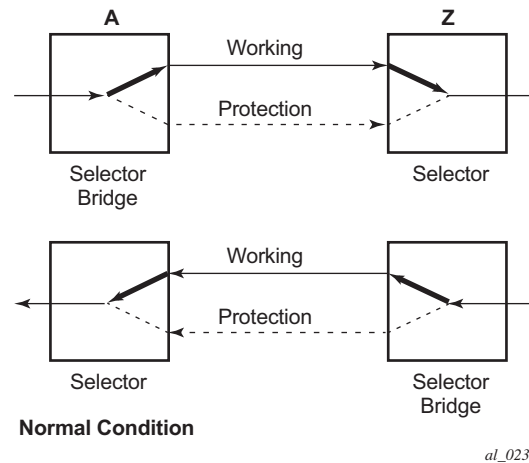 A
Z
Working
Protection
Selector
Bridge
Selector
Working
Protection
Selector
Selector
Bridge
Normal Condition
al_023